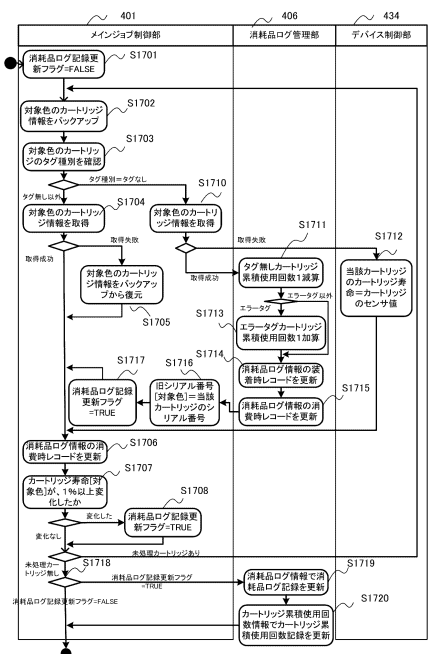 401
406
434
メインジョブ制御部
消耗品ログ管理部
デバイス制御部
S1701
消耗品ログ記録更
新フラグ=FALSE
S1702
対象色のカートリッジ
情報をバックアップ
S1703
対象色のカートリッ
ジのタグ種別を確認
タグ種別=タグなし
タグ無し以外
S1704
対象色のカートリッ
ジ情報を取得
S1710
対象色のカートリッ
ジ情報を取得
取得失敗
取得成功
対象色のカートリッ
ジ情報をバックアッ
プから復元
S1705
取得失敗
取得成功
S1711
タグ無しカートリッジ
累積使用回数1減算
S1712
当該カートリッジ
のカートリッジ寿
命=カートリッジ
のセンサ値
エラータグ以外
エラータグ
S1713
エラータグカートリッジ
累積使用回数1加算
S1714
消耗品ログ情報の装
着時レコードを更新
S1715
消耗品ログ情報の消
費時レコードを更新
S1716
旧シリアル番号
[対象色]=当該
カートリッジのシ
リアル番号
S1717
消耗品ログ記録
更新フラグ
=TRUE
S1706
消耗品ログ情報の消
費時レコードを更新
S1707
カートリッジ寿命[対
象色]が、1%以上変
化したか
変化した
変化なし
S1708
消耗品ログ記録更
新フラグ=TRUE
未処理カートリッジあり
未処理カー
トリッジ無し
S1718
消耗品ログ記録更新フラグ
=TRUE
消耗品ログ記録更新フラグ=FALSE
S1719
消耗品ログ情報で消
耗品ログ記録を更新
S1720
カートリッジ累積使用回
数情報でカートリッジ累
積使用回数記録を更新